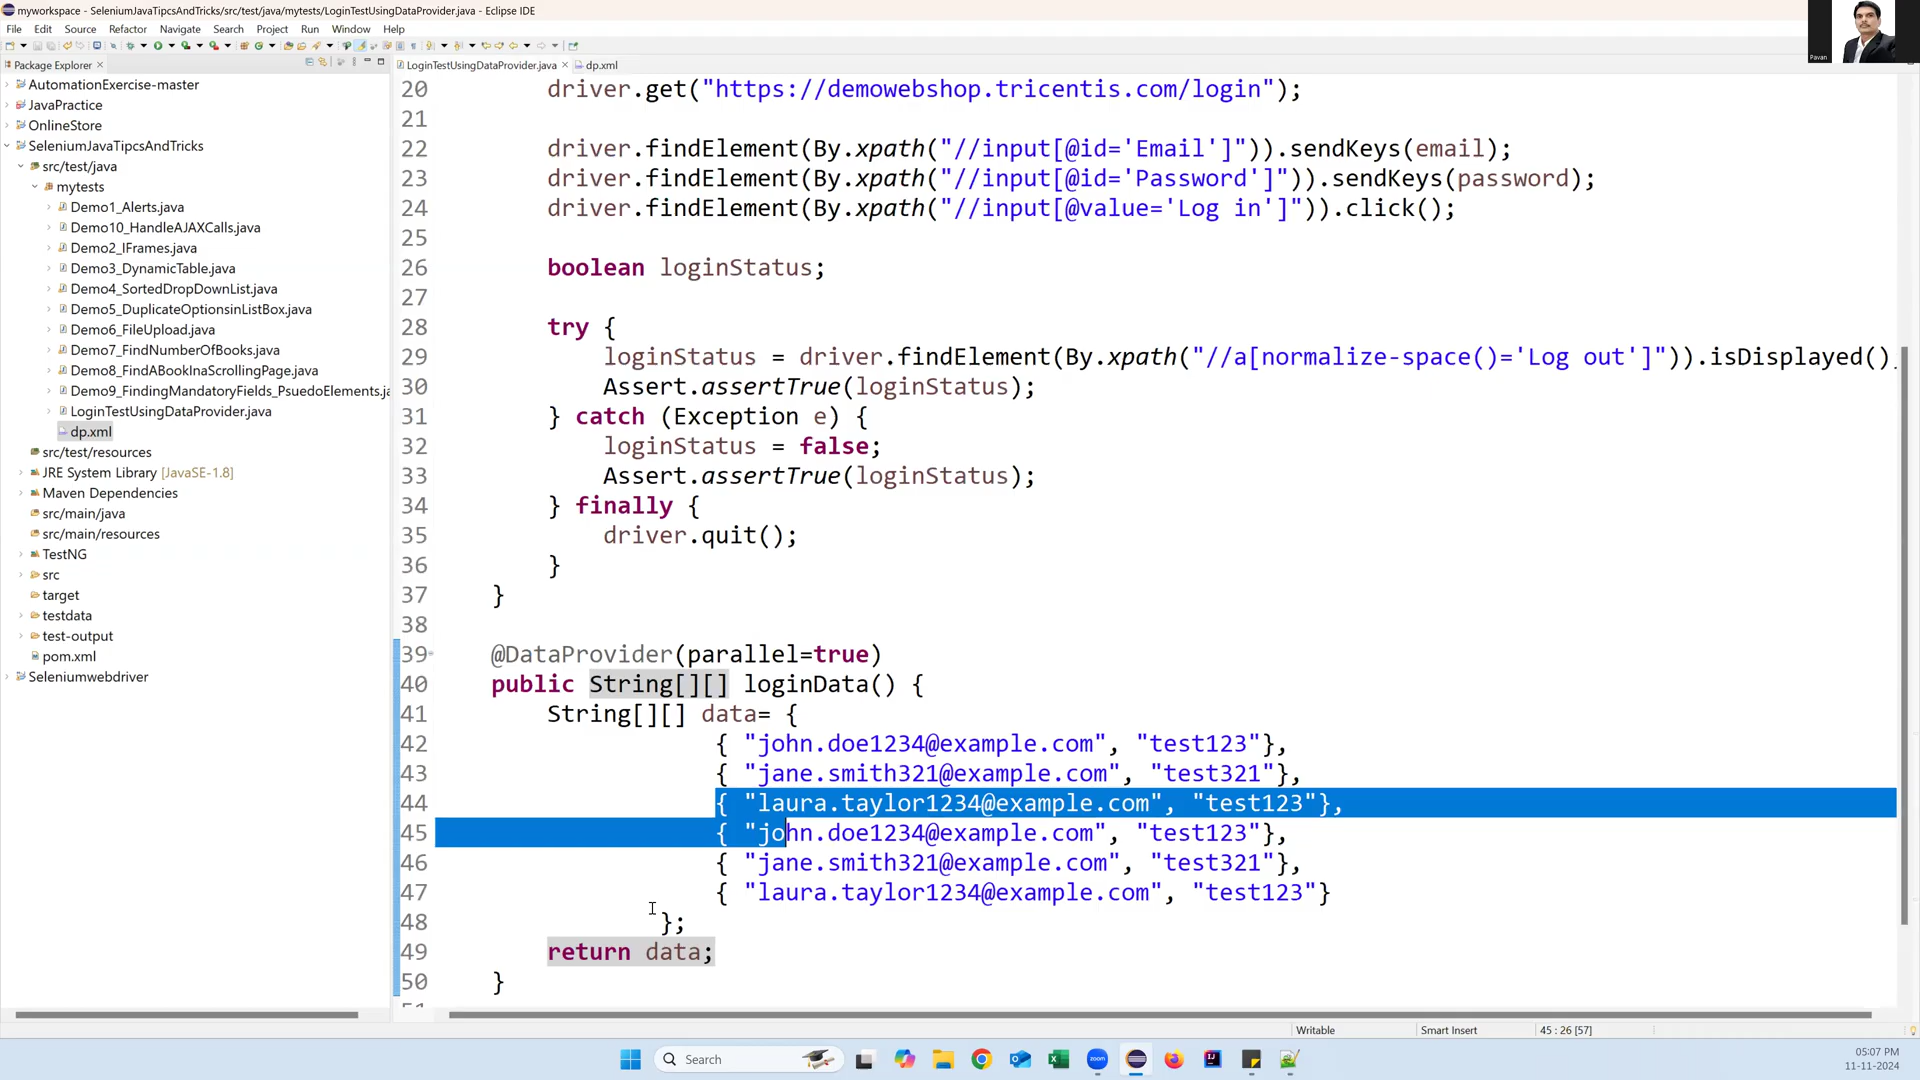 myworkspace - SeleniumJavaTipcsAndTricks/src/test/java/mytests/LoginTestUsingDataProvider.java - Eclipse IDE
File Edit Source Refactor Navigate Search Project Run Window Help
Package Explorer
AutomationExercise-master
JavaPractice
OnlineStore
SeleniumJavaTipcsAndTricks
src/test/java
mytests
Demo1_Alerts.java
Demo10_HandleAJAXCalls.java
Demo2_IFrames.java
Demo3_DynamicTable.java
Demo4_SortedDropDownList.java
Demo5_DuplicateOptionsinListBox.java
Demo6_FileUpload.java
Demo7_FindNumberOfBooks.java
Demo8_FindABookInaScrollingPage.java
Demo9_FindingMandatoryFields_PsuedoElements.ja
LoginTestUsingDataProvider.java
dp.xml
src/test/resources
JRE System Library [JavaSE-1.8]
Maven Dependencies
src/main/java
src/main/resources
TestNG
src
target
testdata
test-output
pom.xml
Seleniumwebdriver
LoginTestUsingDataProvider.java
dp.xml
20 driver.get("https://demowebshop.tricentis.com/login");
21
22 driver.findElement(By.xpath("//input[@id='Email']")).sendKeys(email);
23 driver.findElement(By.xpath("//input[@id='Password']")).sendKeys(password);
24 driver.findElement(By.xpath("//input[@value='Log in']")).click();
25
26 boolean loginStatus;
27
28 try {
29 loginStatus = driver.findElement(By.xpath("//a[normalize-space()='Log out']")).isDisplayed();
30 Assert.assertTrue(loginStatus);
31 } catch (Exception e) {
32 loginStatus = false;
33 Assert.assertTrue(loginStatus);
34 } finally {
35 driver.quit();
36 }
37 }
38
39 @DataProvider(parallel=true)
40 public String[][] loginData() {
41 String[][] data= {
42 { "john.doe1234@example.com", "test123"},
43 { "jane.smith321@example.com", "test321"},
44 { "laura.taylor1234@example.com", "test123"},
45 { "john.doe1234@example.com", "test123"},
46 { "jane.smith321@example.com", "test321"},
47 { "laura.taylor1234@example.com", "test123"}
48 };
49 return data;
50 }
51
Pavan
Writable
Smart Insert
45 : 26 [57]
Search
05:07 PM
11-11-2024